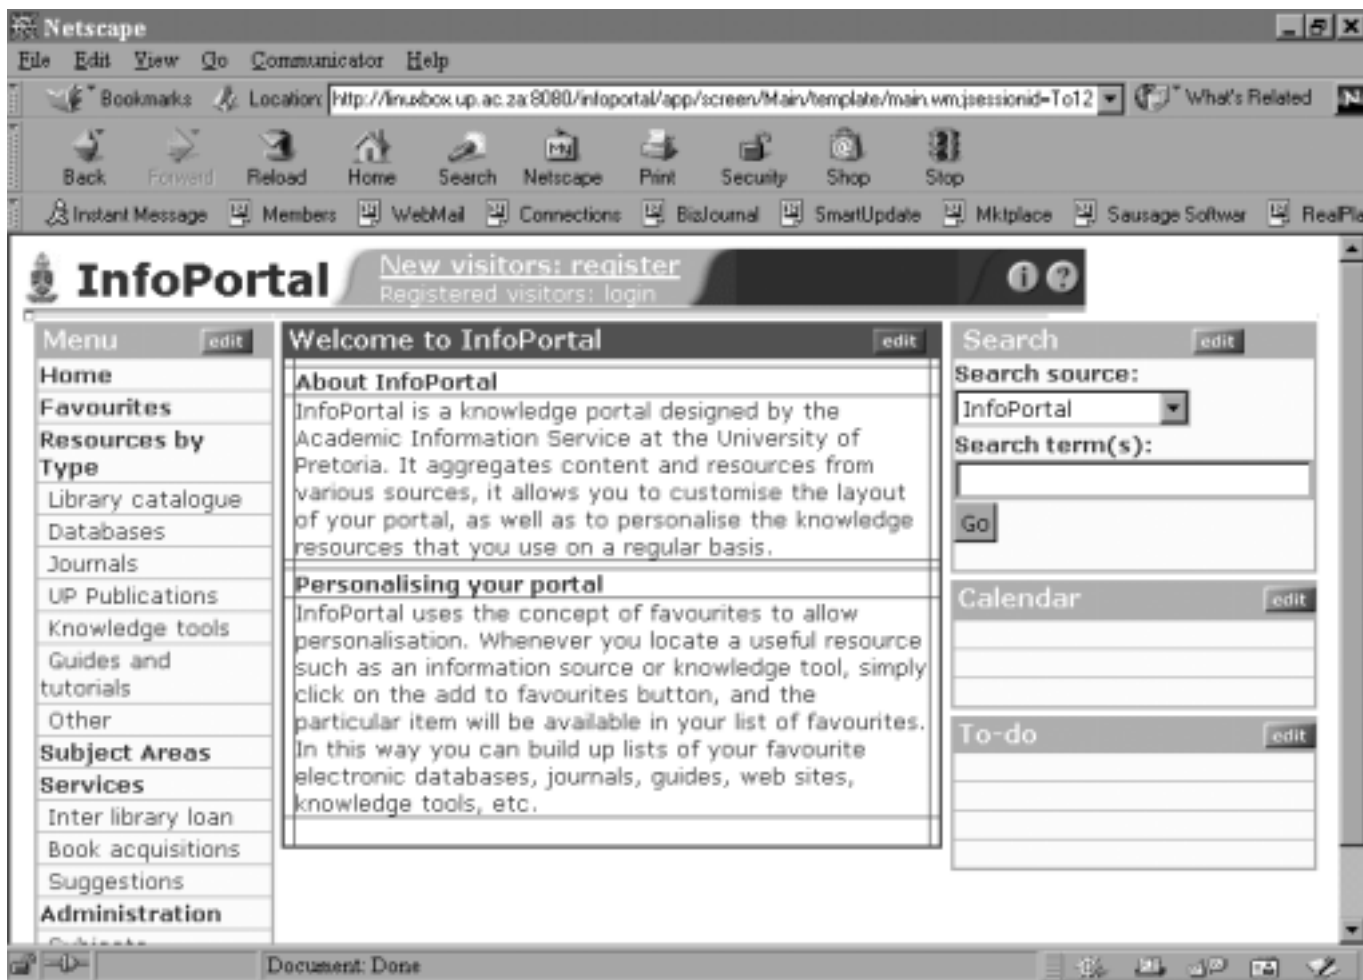 Netscape
File Edit View Go Communicator Help
Bookmarks Location: http://linuxbox.up.ac.za:8080/infoportal/app/screen/Main/template/main.wm;jsessionid=To12 What's Related N
Back Forward Reload Home Search Netscape Print Security Shop Stop
Instant Message Members WebMail Connections BizJournal SmartUpdate Mktplace Sausage Softwar RealPla
InfoPortal
New visitors: register
Registered visitors: login
i ?
Menu edit
Home
Favourites
Resources by
Type
Library catalogue
Databases
Journals
UP Publications
Knowledge tools
Guides and
tutorials
Other
Subject Areas
Services
Inter library loan
Book acquisitions
Suggestions
Administration
Subjects
Welcome to InfoPortal edit
About InfoPortal
InfoPortal is a knowledge portal designed by the
Academic Information Service at the University of
Pretoria. It aggregates content and resources from
various sources, it allows you to customise the layout
of your portal, as well as to personalise the knowledge
resources that you use on a regular basis.
Personalising your portal
InfoPortal uses the concept of favourites to allow
personalisation. Whenever you locate a useful resource
such as an information source or knowledge tool, simply
click on the add to favourites button, and the
particular item will be available in your list of favourites.
In this way you can build up lists of your favourite
electronic databases, journals, guides, web sites,
knowledge tools, etc.
Search edit
Search source:
InfoPortal
Search term(s):
Go
Calendar edit
To-do edit
Document: Done